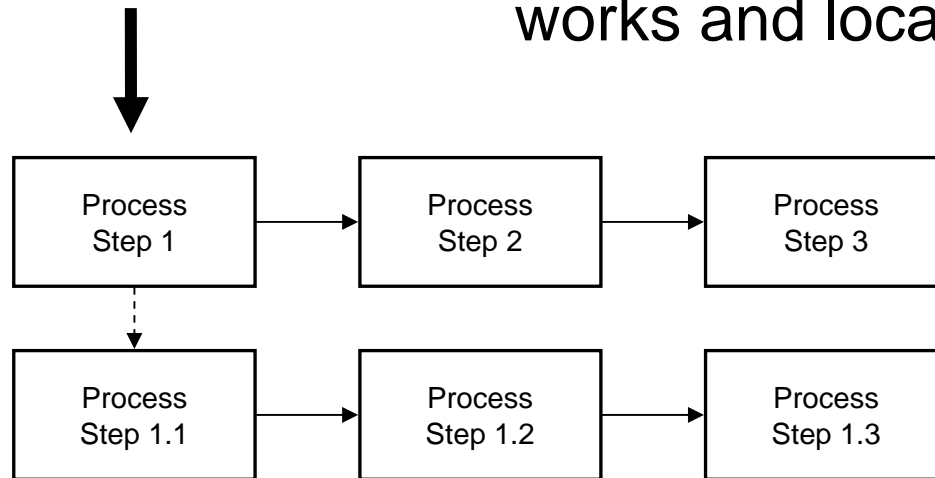 works and loca
Process
Step 1
Process
Step 2
Process
Step 3
Process
Step 1.1
Process
Step 1.2
Process
Step 1.3